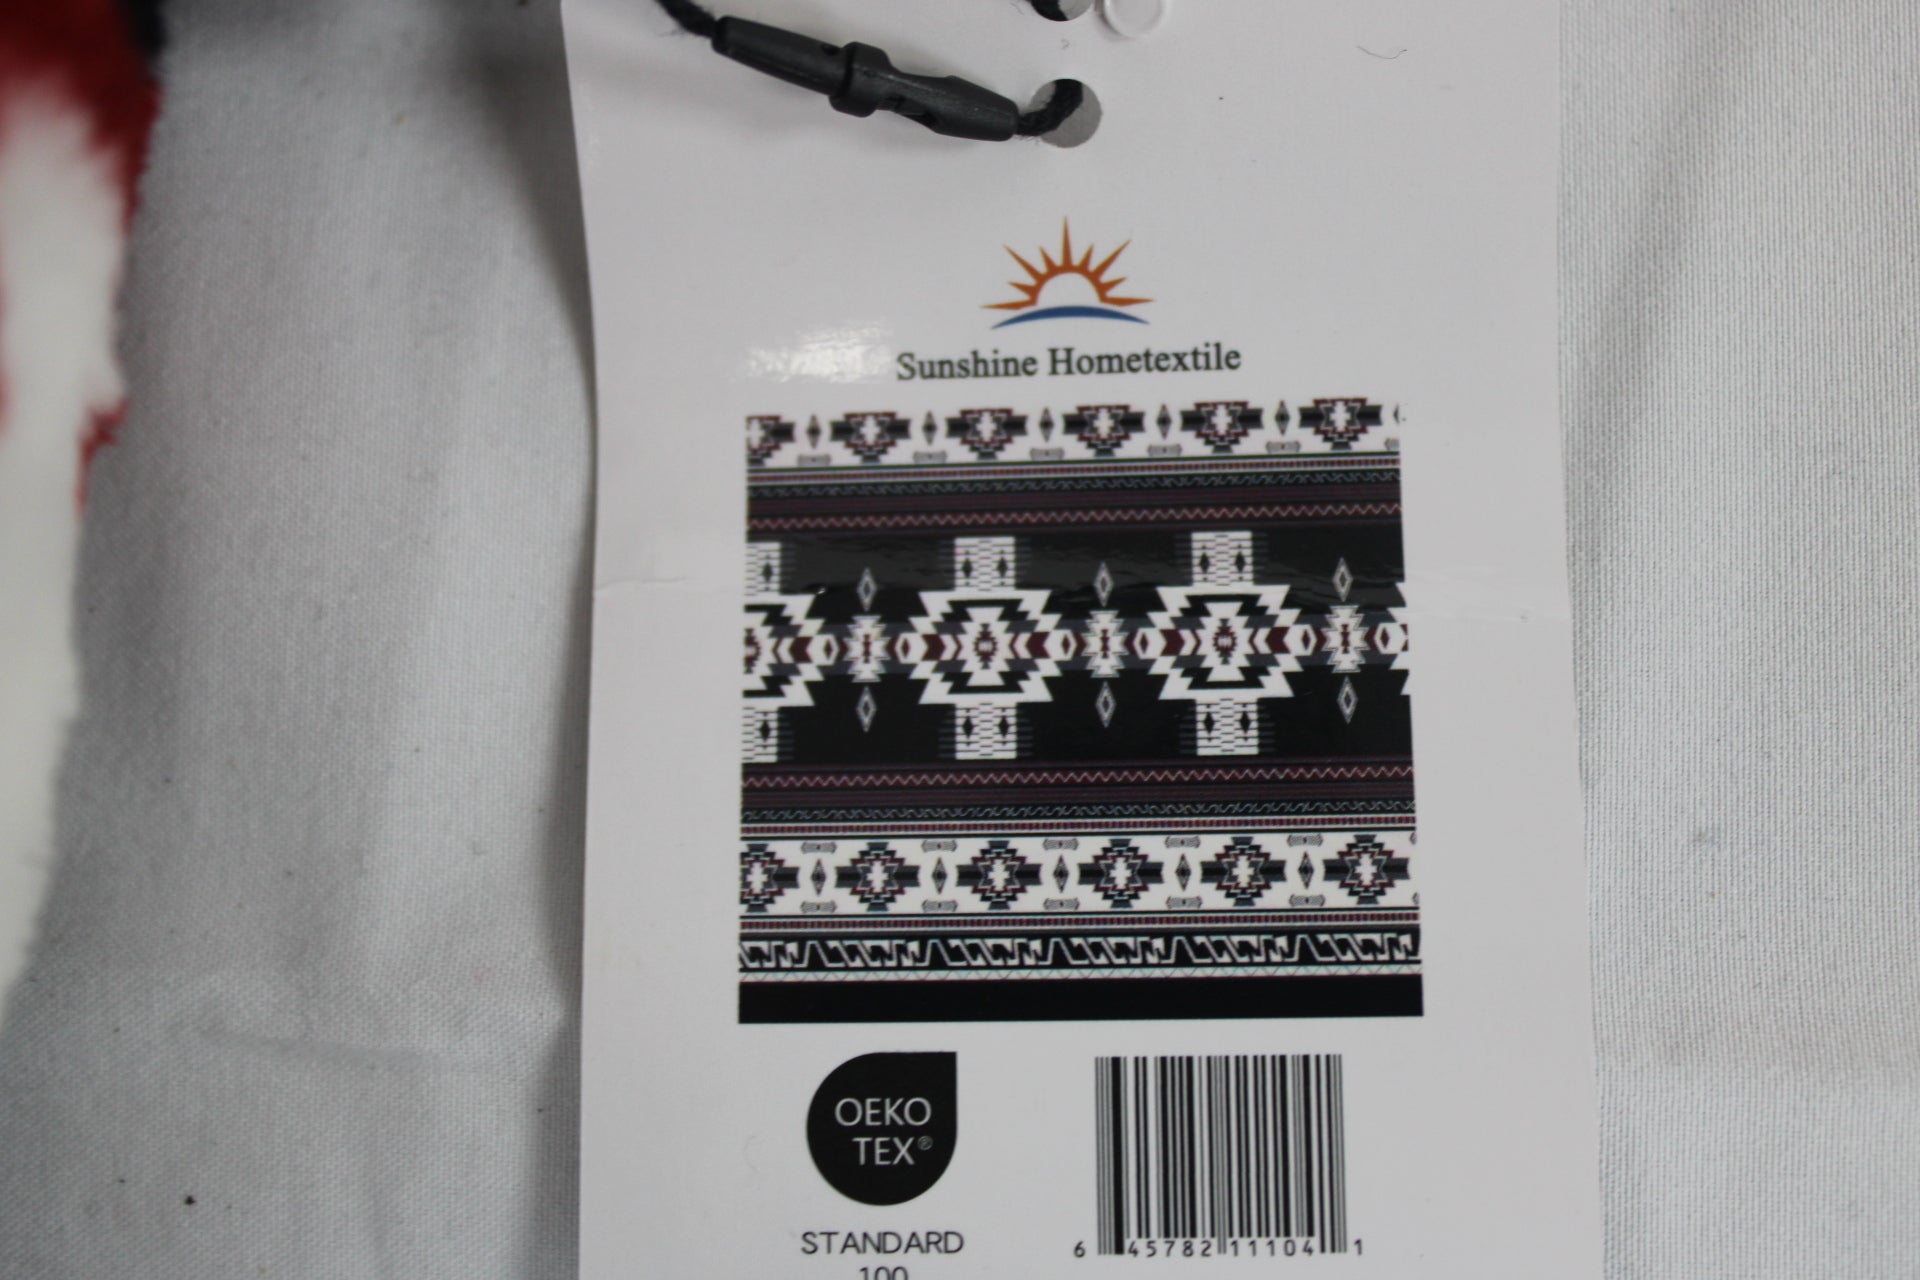 Sunshine Hometextile
OEKO
TEX®
STANDARD
100
6 45782 11104 1